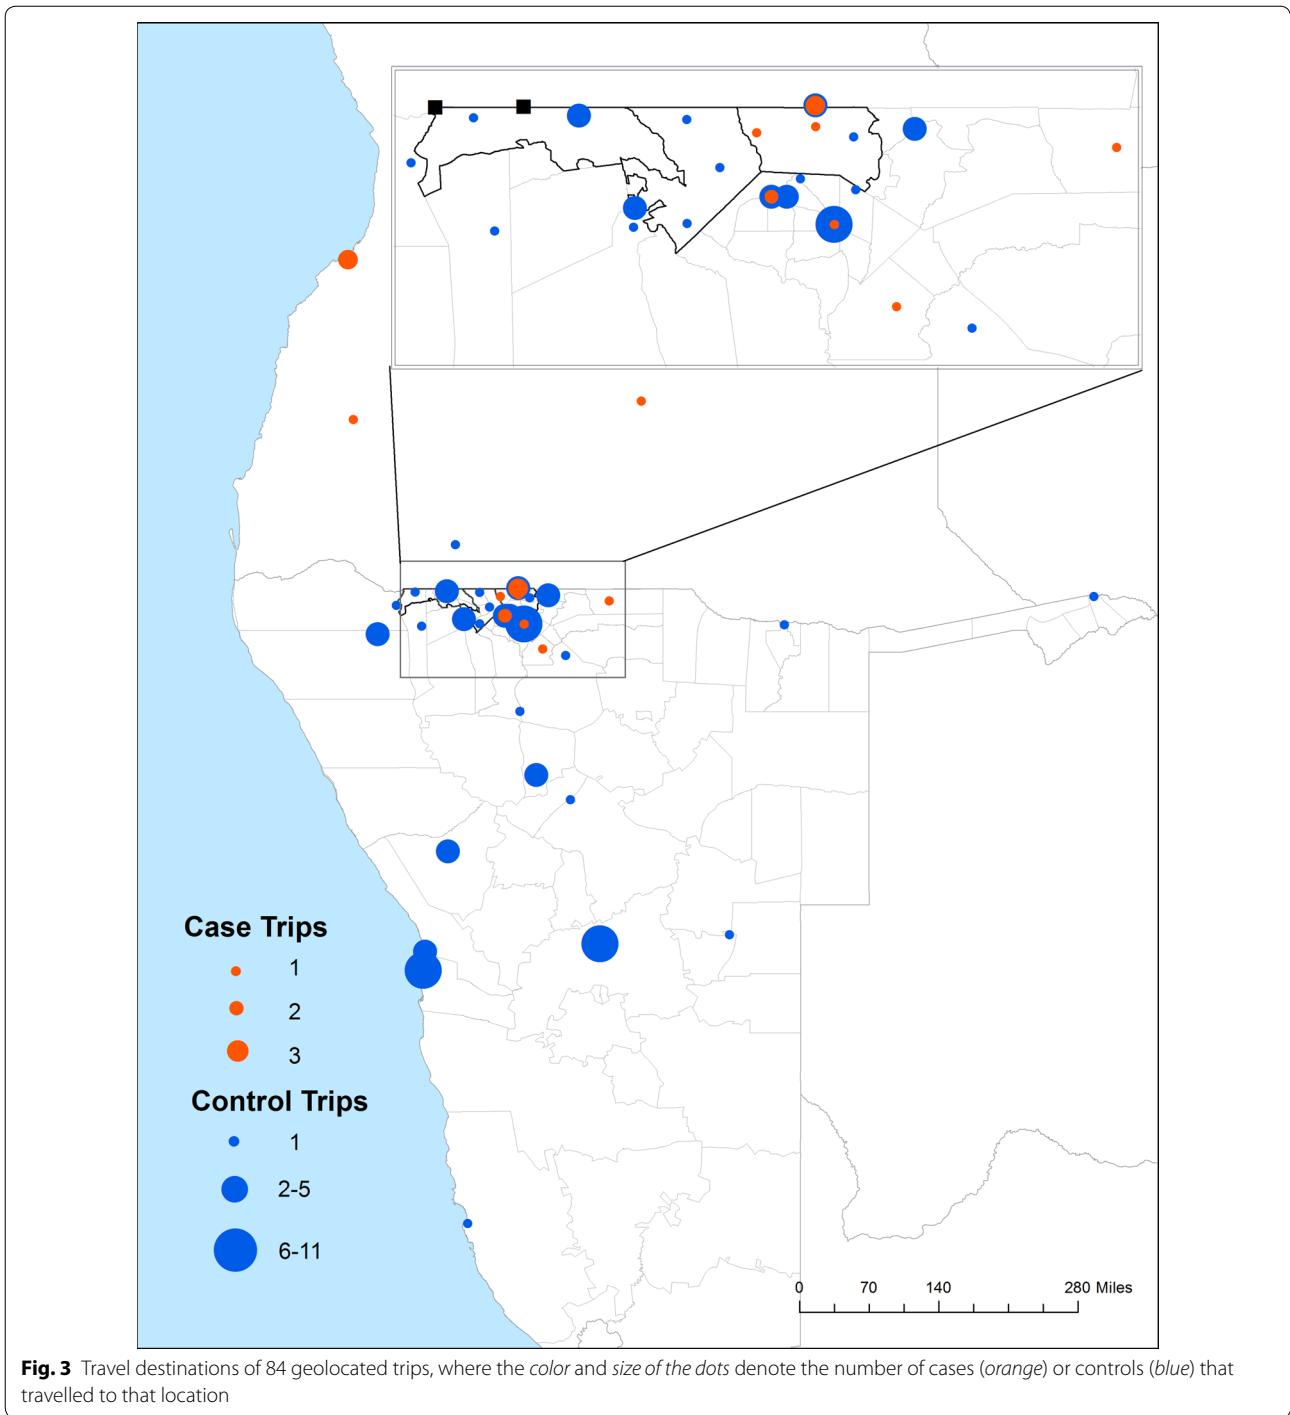 Case Trips
1
2
3
Control Trips
1
2-5
6-11
0 70 140 280 Miles
Fig. 3 Travel destinations of 84 geolocated trips, where the color and size of the dots denote the number of cases (orange) or controls (blue) that
travelled to that location